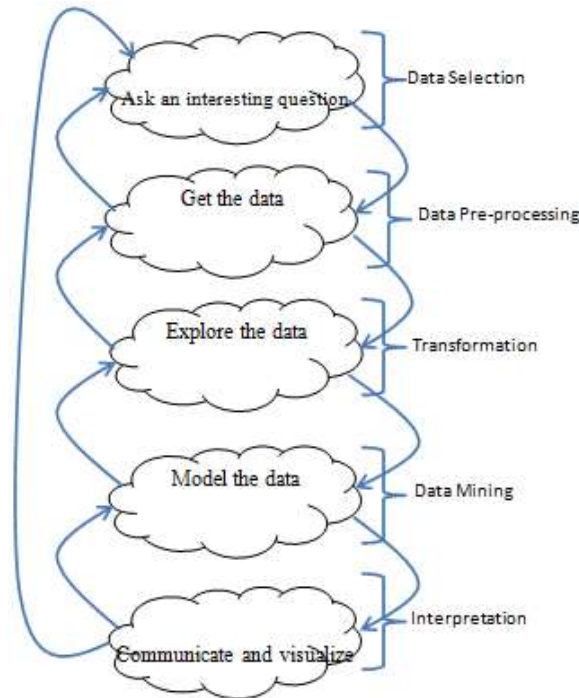 Ask an interesting question
Data Selection
Get the data
Data Pre-processing
Explore the data
Transformation
Model the data
Data Mining
Communicate and visualize
Interpretation